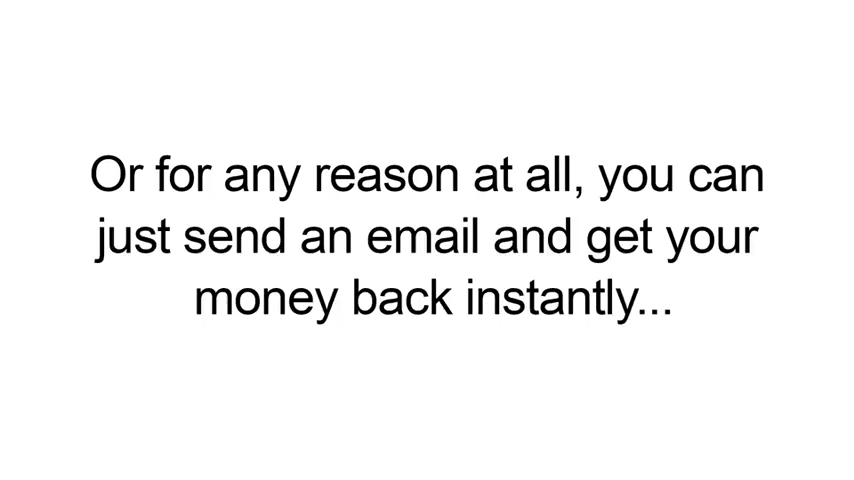 Or for any reason at all, you can
just send an email and get your
money back instantly...